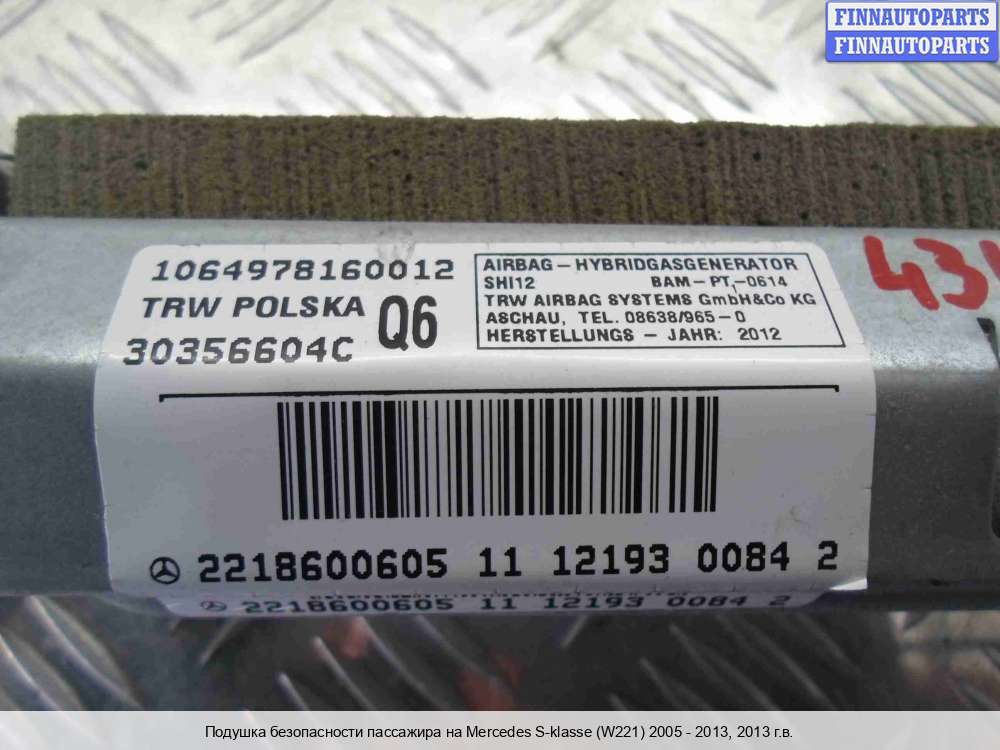 FINNAUTOPARTS
FINNAUTOPARTS
1064978160012
TRW POLSKA
Q6
30356604C
AIRBAG - HYBRIDGASGENERATOR
SHI12 BAM-PT,-0614
TRW AIRBAG SYSTEMS GmbH&Co KG
ASCHAU, TEL. 08638/965-0
HERSTELLUNGS - JAHR: 2012
2218600605 11 12193 0084 2
2218600605 11 12193 0084 2
Подушка безопасности пассажира на Mercedes S-klasse (W221) 2005 - 2013, 2013 г.в.